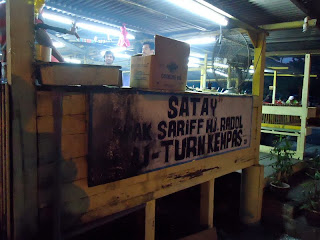 SATAY
PAK SARIFF HJ. RADOL
U-TURN KEMPAS